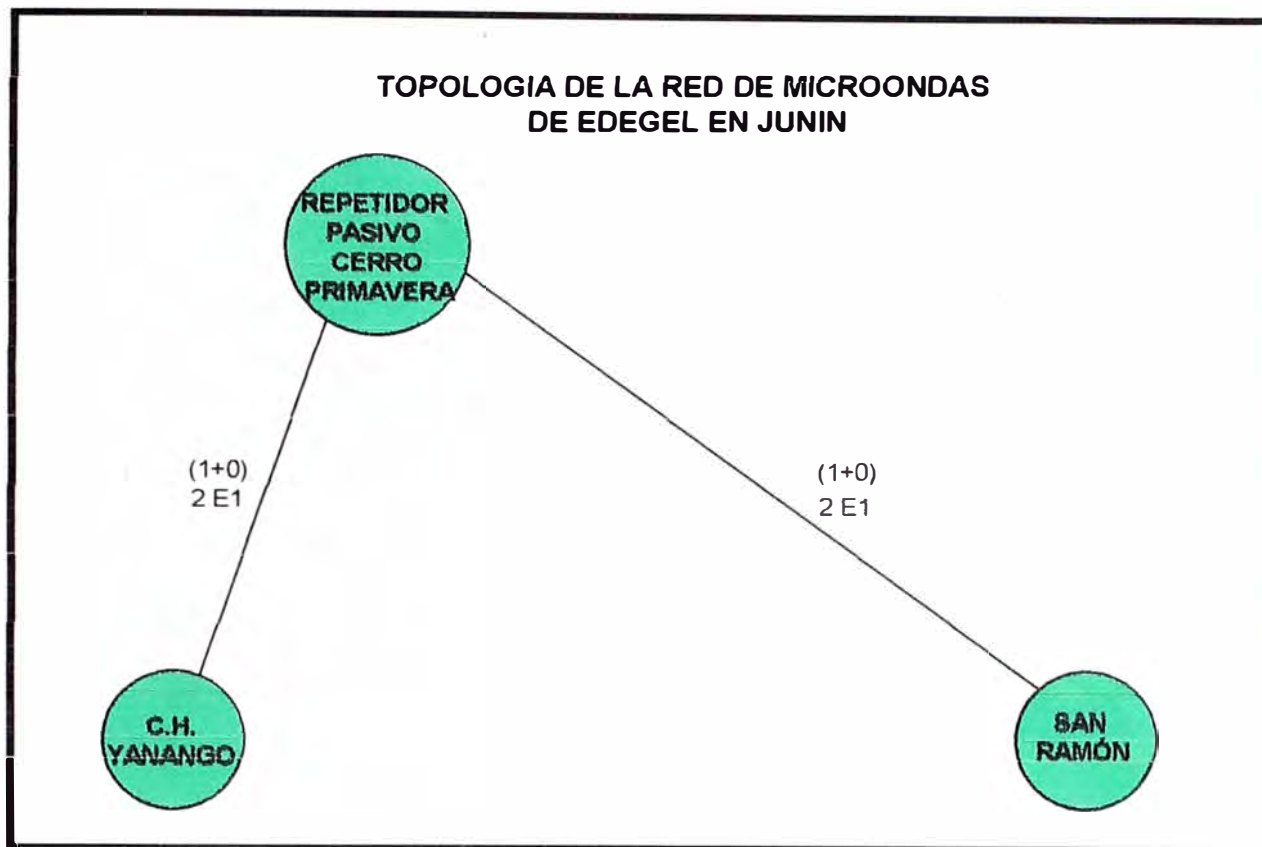 TOPOLOGIA DE LA RED DE MICROONDAS
DE EDEGEL EN JUNIN
REPETIDOR
PASIVO
CERRO
PRIMAVERA
(1+0)
2 E1
(1+0)
2 E1
C.H.
YANANGO
SAN
RAMÓN